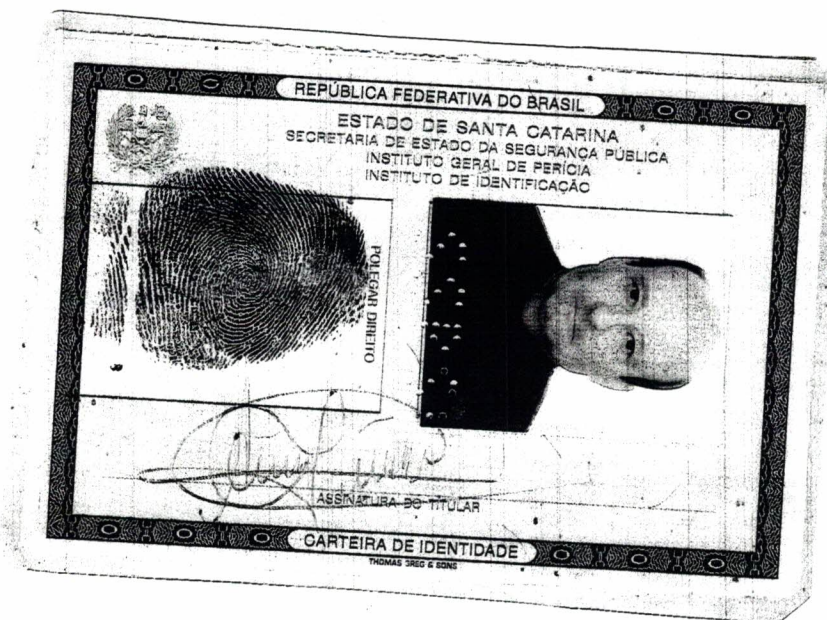 REPÚBLICA FEDERATIVA DO BRASIL
ESTADO DE SANTA CATARINA
SECRETARIA DE ESTADO DA SEGURANÇA PÚBLICA
INSTITUTO GERAL DE PERÍCIA
INSTITUTO DE IDENTIFICAÇÃO
POLEGAR DIREITO
ASSINATURA DO TITULAR
CARTEIRA DE IDENTIDADE
THOMAS GREG & SONS